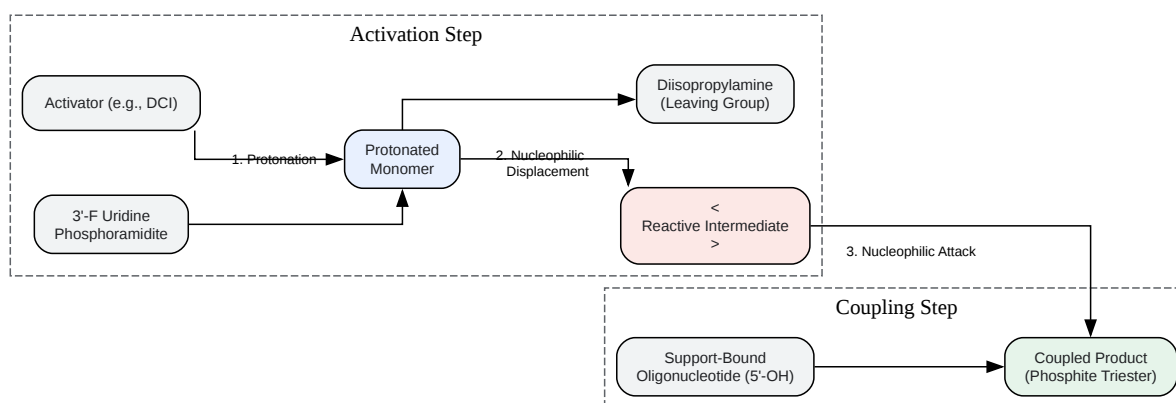 Activation Step
Activator (e.g., DCI)
Diisopropylamine
(Leaving Group)
1. Protonation
Protonated
Monomer
2. Nucleophilic
Displacement
3'-F Uridine
Phosphoramidite
<
Reactive Intermediate
>
3. Nucleophilic Attack
Coupling Step
Support-Bound
Oligonucleotide (5'-OH)
Coupled Product
(Phosphite Triester)